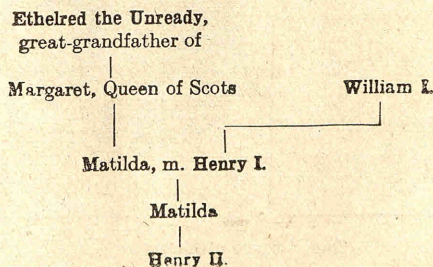 Ethelred the Unready,
great-grandfather of
Margaret, Queen of Scots William I.
Matilda, m. Henry I.
Matilda
Henry II.